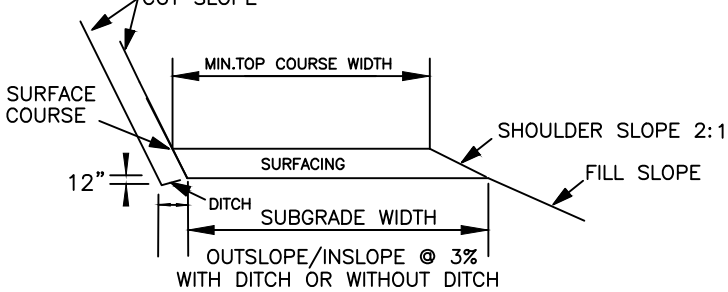 CUT SLOPE
MIN.TOP COURSE WIDTH
SURFACE
COURSE
SHOULDER SLOPE 2:1
SURFACING
FILL SLOPE
12”
DITCH
SUBGRADE WIDTH
OUTSLOPE/INSLOPE @ 3%
WITH DITCH OR WITHOUT DITCH